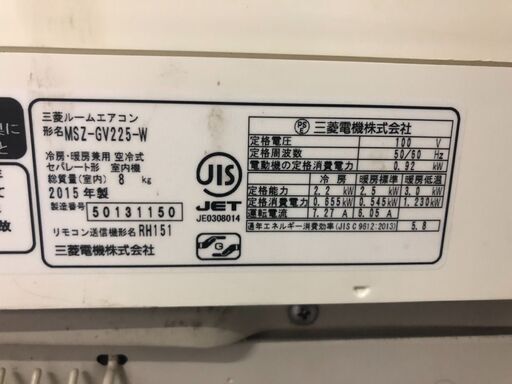 三菱ルームエアコン
形名 MSZ-GV225-W
冷房・暖房兼用 空冷式
セパレート形 室内機
総質量(室内) 8 kg
2015年製
製造番号 50131150
リモコン送信機形名 RH151
三菱電機株式会社
JIS
JET
JE0308014
PS E 三菱電機株式会社
定格電圧 100 V
定格周波数 50/60 Hz
電動機の定格消費電力 0.92 kW
冷房 暖房標準 暖房低温
定格能力 2.2 kW 2.5 kW 3.0 kW
定格消費電力 0.655kW 0.545kW 1.230kW
運転電流 7.27 A 6.05 A
通年エネルギー消費効率(JIS C 9612:2013) 5.8
に
と
て
故